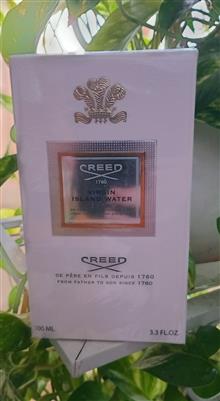 CREED
1760
VIRGIN
ISLAND WATER
CREED
DE PÈRE EN FILS DEPUIS 1760
FROM FATHER TO SON SINCE 1760
100 ML
3.3 FL.OZ.